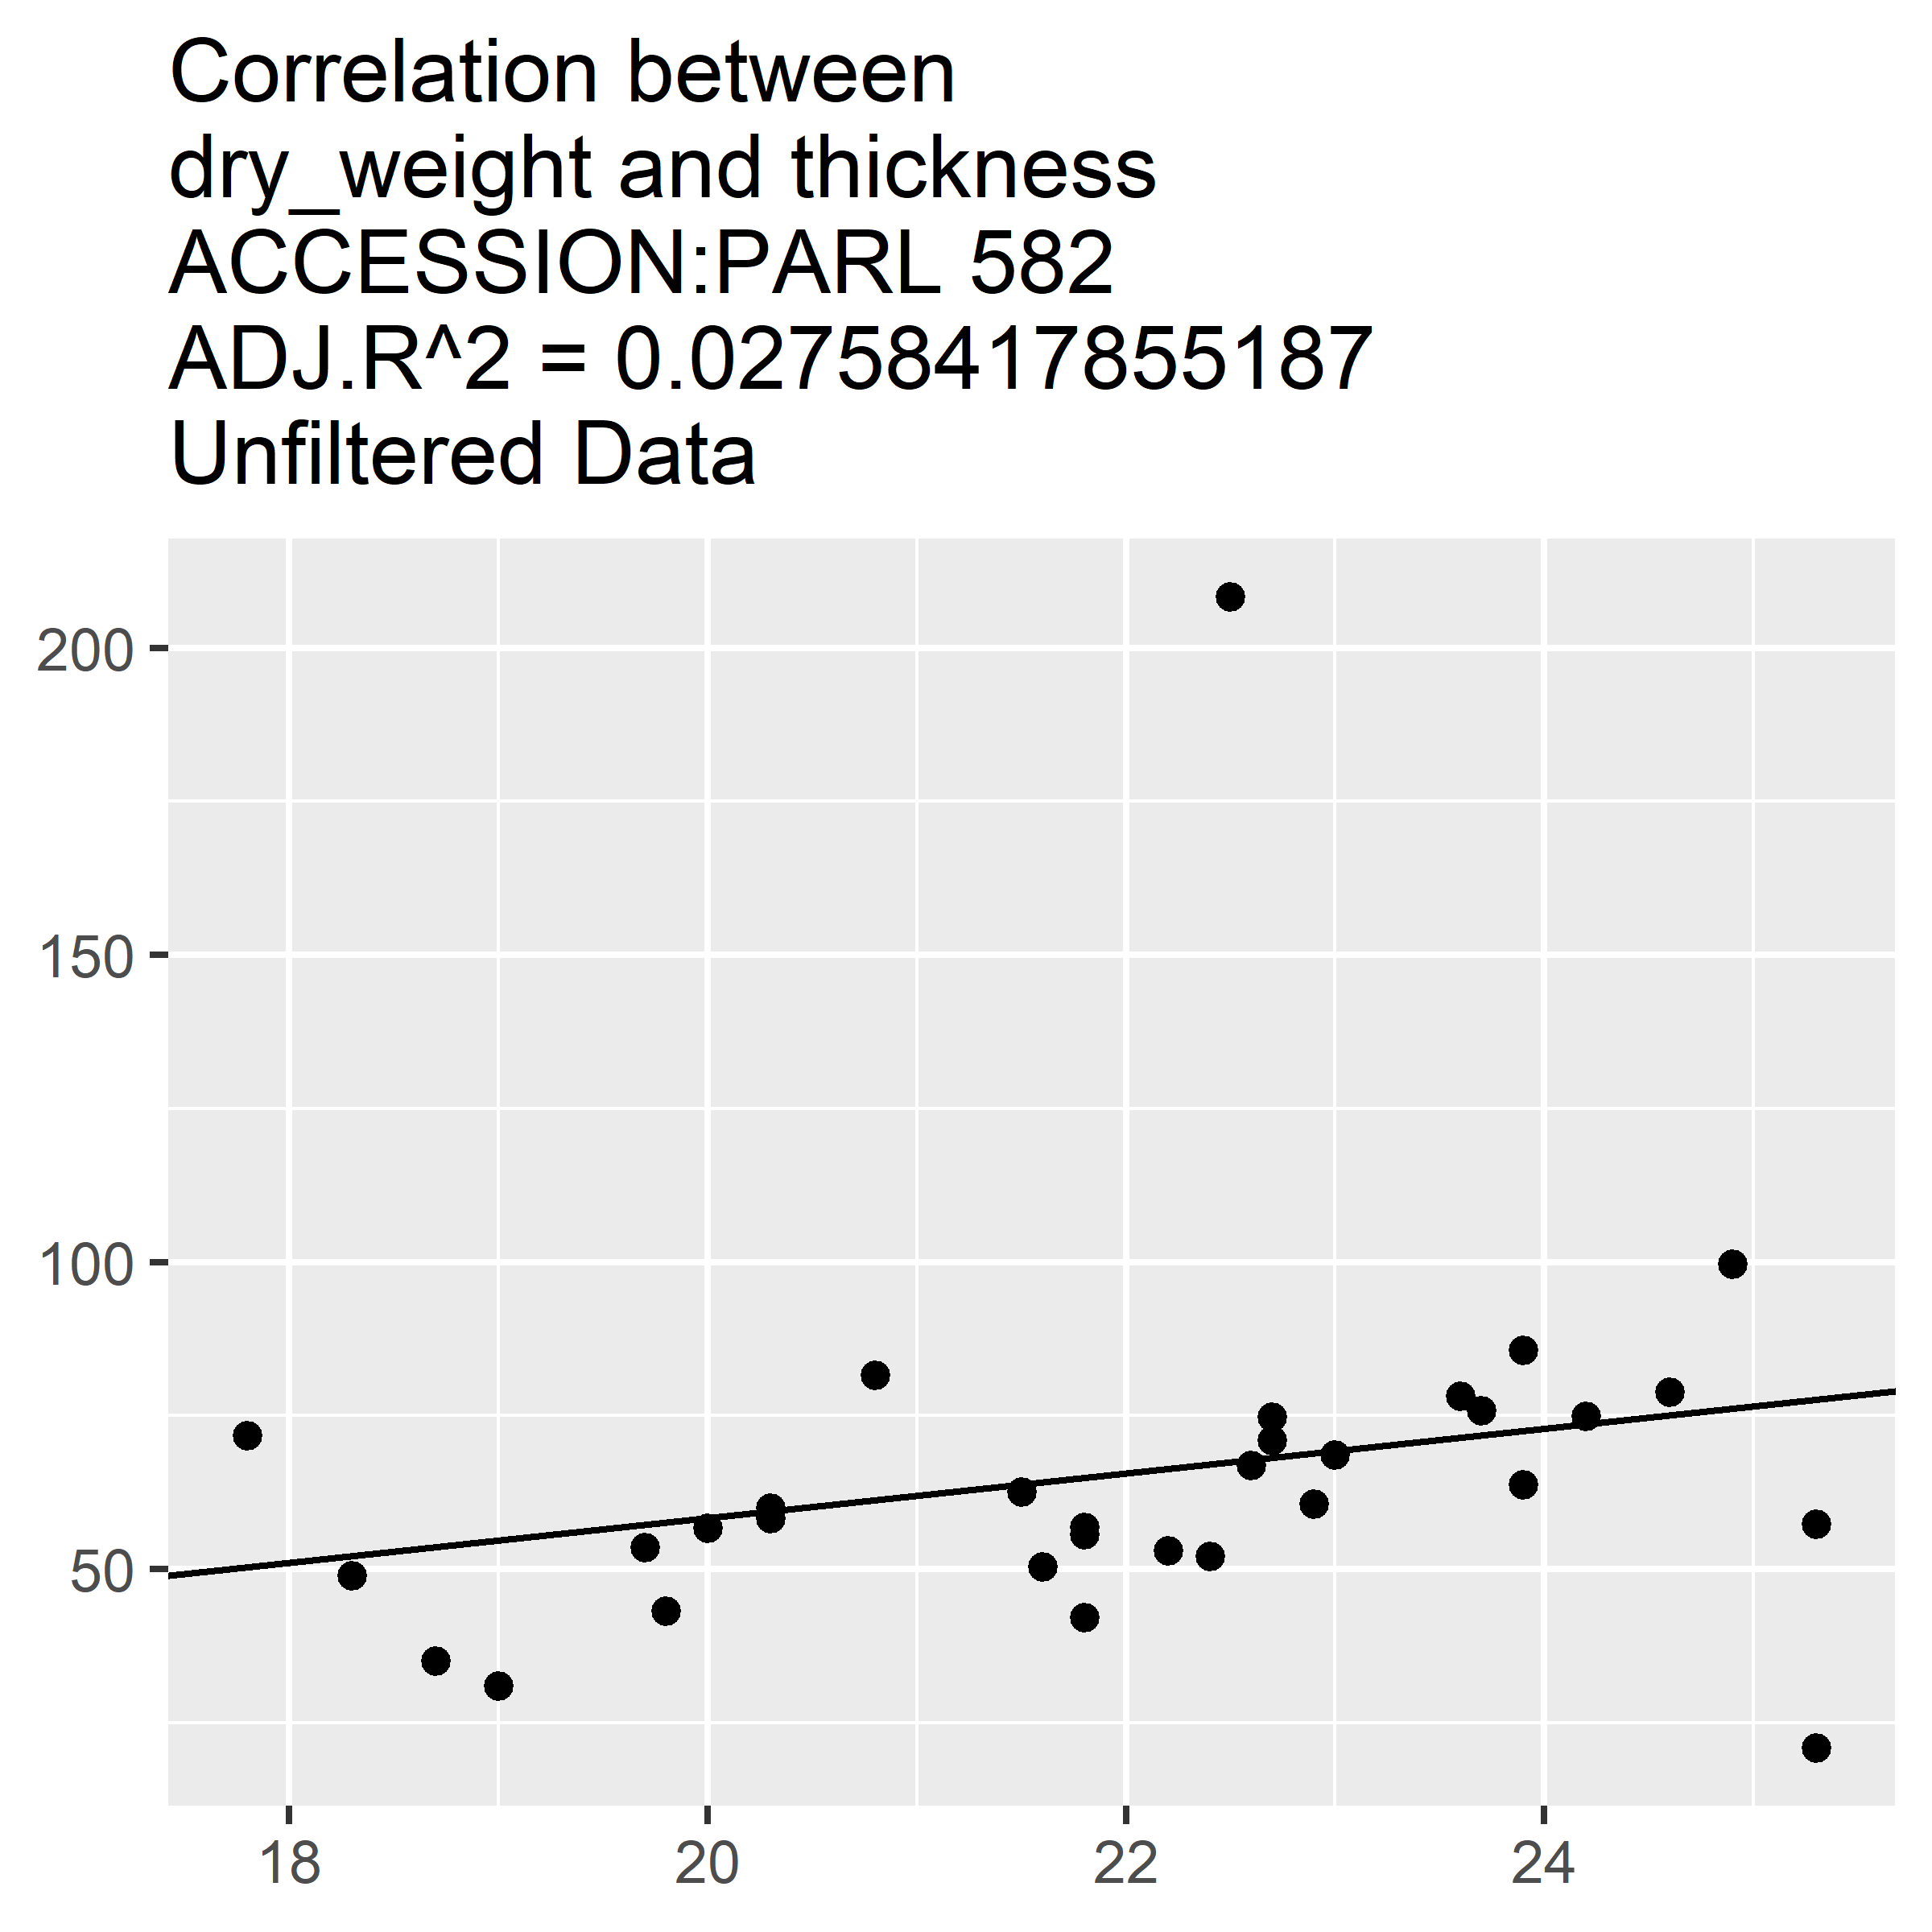 Correlation between
dry_weight and thickness
ACCESSION:PARL 582
ADJ.R^2 = 0.02758417855187
Unfiltered Data
200
150
100
50
18 20 22 24